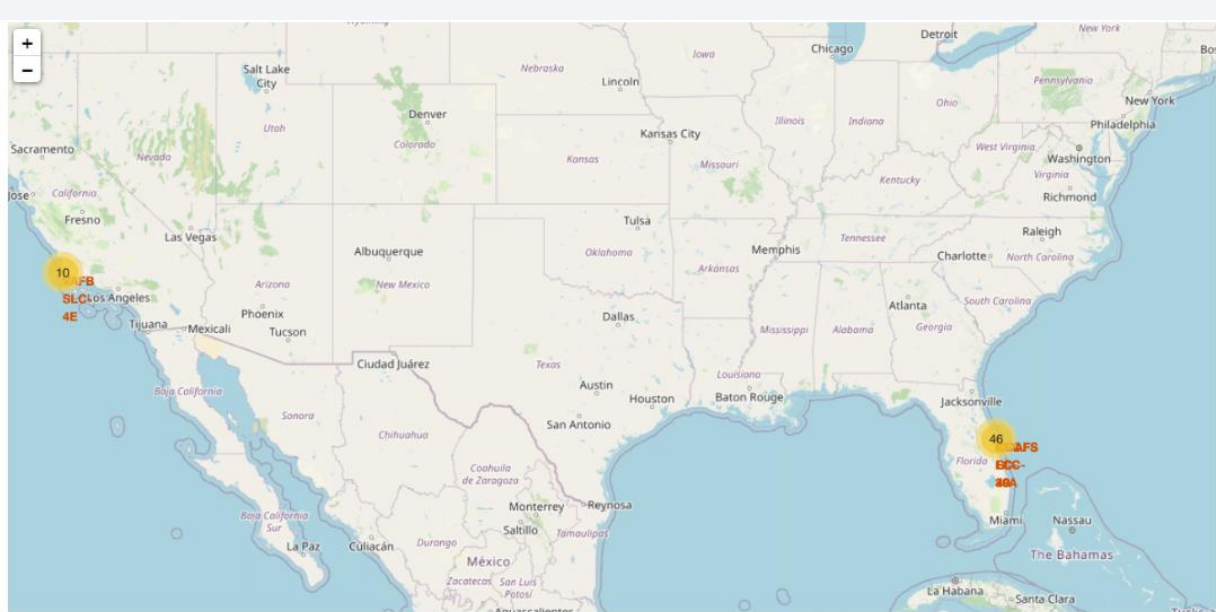 +
−
Detroit
New York
Chicago
Iowa
Salt Lake
City
Nebraska
Lincoln
Pennsylvania
New York
Denver
Ohio
Philadelphia
Utah
Illinois
Indiana
Kansas City
Colorado
Sacramento
Nevada
Kansas
Missouri
West Virginia
Washington
Kentucky
Virginia
Richmond
California
Fresno
Las Vegas
Tulsa
Raleigh
Albuquerque
Oklahoma
Memphis
Tennessee
Charlotte
North Carolina
10
Arizona
New Mexico
Arkansas
SLC-
Los Angeles
4E
Phoenix
Atlanta
South Carolina
Tijuana
Mexicali
Tucson
Dallas
Mississippi
Alabama
Georgia
Ciudad Juárez
Texas
Louisiana
Austin
Houston
Baton Rouge
Jacksonville
Baja California
Sonora
San Antonio
Chihuahua
46
Florida
Coahuila
de Zaragoza
Monterrey
Reynosa
Miami
Nassau
Baja California
Sur
Saltillo
Tamaulipas
La Paz
Culiacán
Durango
The Bahamas
México
Zacatecas
San Luis
Potosí
La Habana
Santa Clara